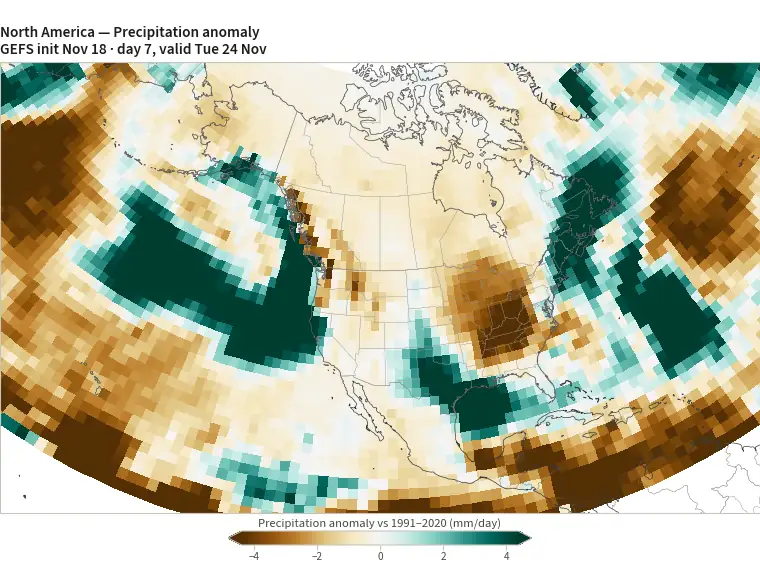 North America — Precipitation anomaly
GEFS init Nov 18 · day 7, valid Tue 24 Nov
Precipitation anomaly vs 1991–2020 (mm/day)
−4 −2 0 2 4